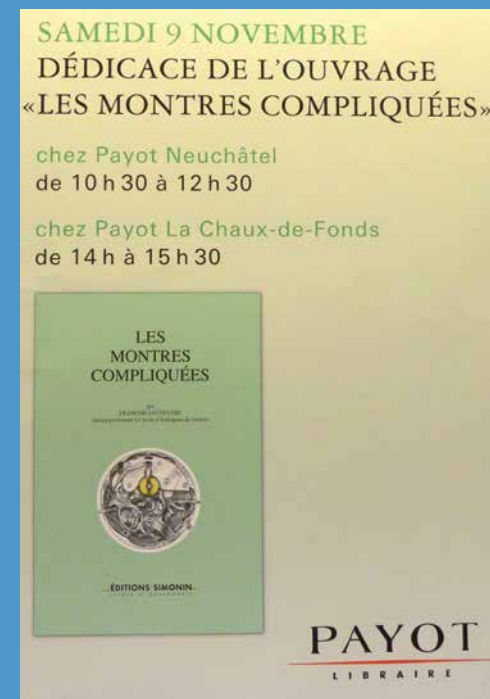 SAMEDI 9 NOVEMBRE
DÉDICACE DE L'OUVRAGE
«LES MONTRES COMPLIQUÉES»
chez Payot Neuchâtel
de 10 h 30 à 12 h 30
chez Payot La Chaux-de-Fonds
de 14 h à 15 h 30
LES
MONTRES
COMPLIQUÉES
par
ÉDITIONS SIMONIN
PAYOT
LIBRAIRE